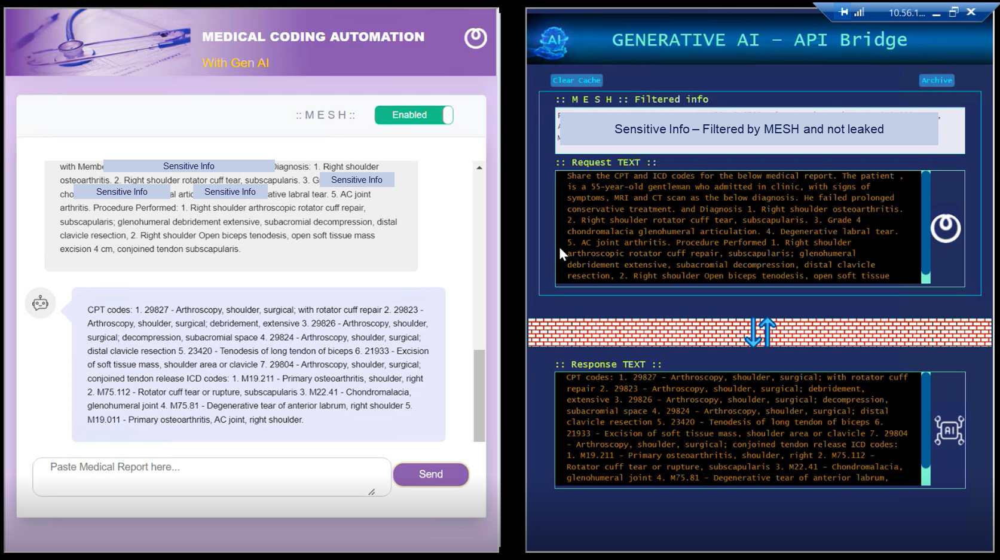 MEDICAL CODING AUTOMATION
With Gen AI
:: M E S H ::
Enabled
with Membe Sensitive Info Diagnosis: 1. Right shoulder
osteoarthritis. 2. Right shoulder rotator cuff tear, subscapularis. 3. G Sensitive Info
cho Sensitive Info al artic Sensitive Info ative labral tear. 5. AC joint
arthritis. Procedure Performed: 1. Right shoulder arthroscopic rotator cuff repair,
subscapularis; glenohumeral debridement extensive, subacromial decompression, distal
clavicle resection, 2. Right shoulder Open biceps tenodesis, open soft tissue mass
excision 4 cm, conjoined tendon subscapularis.
CPT codes: 1. 29827 - Arthroscopy, shoulder, surgical; with rotator cuff repair 2. 29823 -
Arthroscopy, shoulder, surgical; debridement, extensive 3. 29826 - Arthroscopy, shoulder,
surgical; decompression, subacromial space 4. 29824 - Arthroscopy, shoulder, surgical;
distal clavicle resection 5. 23420 - Tenodesis of long tendon of biceps 6. 21933 - Excision
of soft tissue mass, shoulder area or clavicle 7. 29804 - Arthroscopy, shoulder, surgical;
conjoined tendon release ICD codes: 1. M19.211 - Primary osteoarthritis, shoulder, right
2. M75.112 - Rotator cuff tear or rupture, subscapularis 3. M22.41 - Chondromalacia,
glenohumeral joint 4. M75.81 - Degenerative tear of anterior labrum, right shoulder 5.
M19.011 - Primary osteoarthritis, AC joint, right shoulder.
Paste Medical Report here...
Send
10.56.1...
AI
GENERATIVE AI – API Bridge
Clear Cache
Archive
:: M E S H :: Filtered info
Sensitive Info – Filtered by MESH and not leaked
:: Request TEXT ::
Share the CPT and ICD codes for the below medical report. The patient ,
is a 55-year-old gentleman who admitted in clinic, with signs of
symptoms, MRI and CT scan as the below diagnosis. He failed prolonged
conservative treatment. and Diagnosis 1. Right shoulder osteoarthritis.
2. Right shoulder rotator cuff tear, subscapularis. 3. Grade 4
chondromalacia glenohumeral articulation. 4. Degenerative labral tear.
5. AC joint arthritis. Procedure Performed 1. Right shoulder
arthroscopic rotator cuff repair, subscapularis; glenohumeral
debridement extensive, subacromial decompression, distal clavicle
resection, 2. Right shoulder Open biceps tenodesis, open soft tissue
:: Response TEXT ::
CPT codes: 1. 29827 - Arthroscopy, shoulder, surgical; with rotator cuff
repair 2. 29823 - Arthroscopy, shoulder, surgical; debridement,
extensive 3. 29826 - Arthroscopy, shoulder, surgical; decompression,
subacromial space 4. 29824 - Arthroscopy, shoulder, surgical; distal
clavicle resection 5. 23420 - Tenodesis of long tendon of biceps 6.
21933 - Excision of soft tissue mass, shoulder area or clavicle 7. 29804
- Arthroscopy, shoulder, surgical; conjoined tendon release ICD codes:
1. M19.211 - Primary osteoarthritis, shoulder, right 2. M75.112 -
Rotator cuff tear or rupture, subscapularis 3. M22.41 - Chondromalacia,
glenohumeral joint 4. M75.81 - Degenerative tear of anterior labrum,
AI